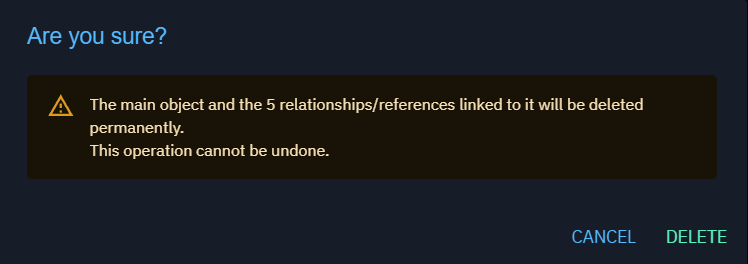 Are you sure?
The main object and the 5 relationships/references linked to it will be deleted
permanently.
This operation cannot be undone.
CANCEL DELETE